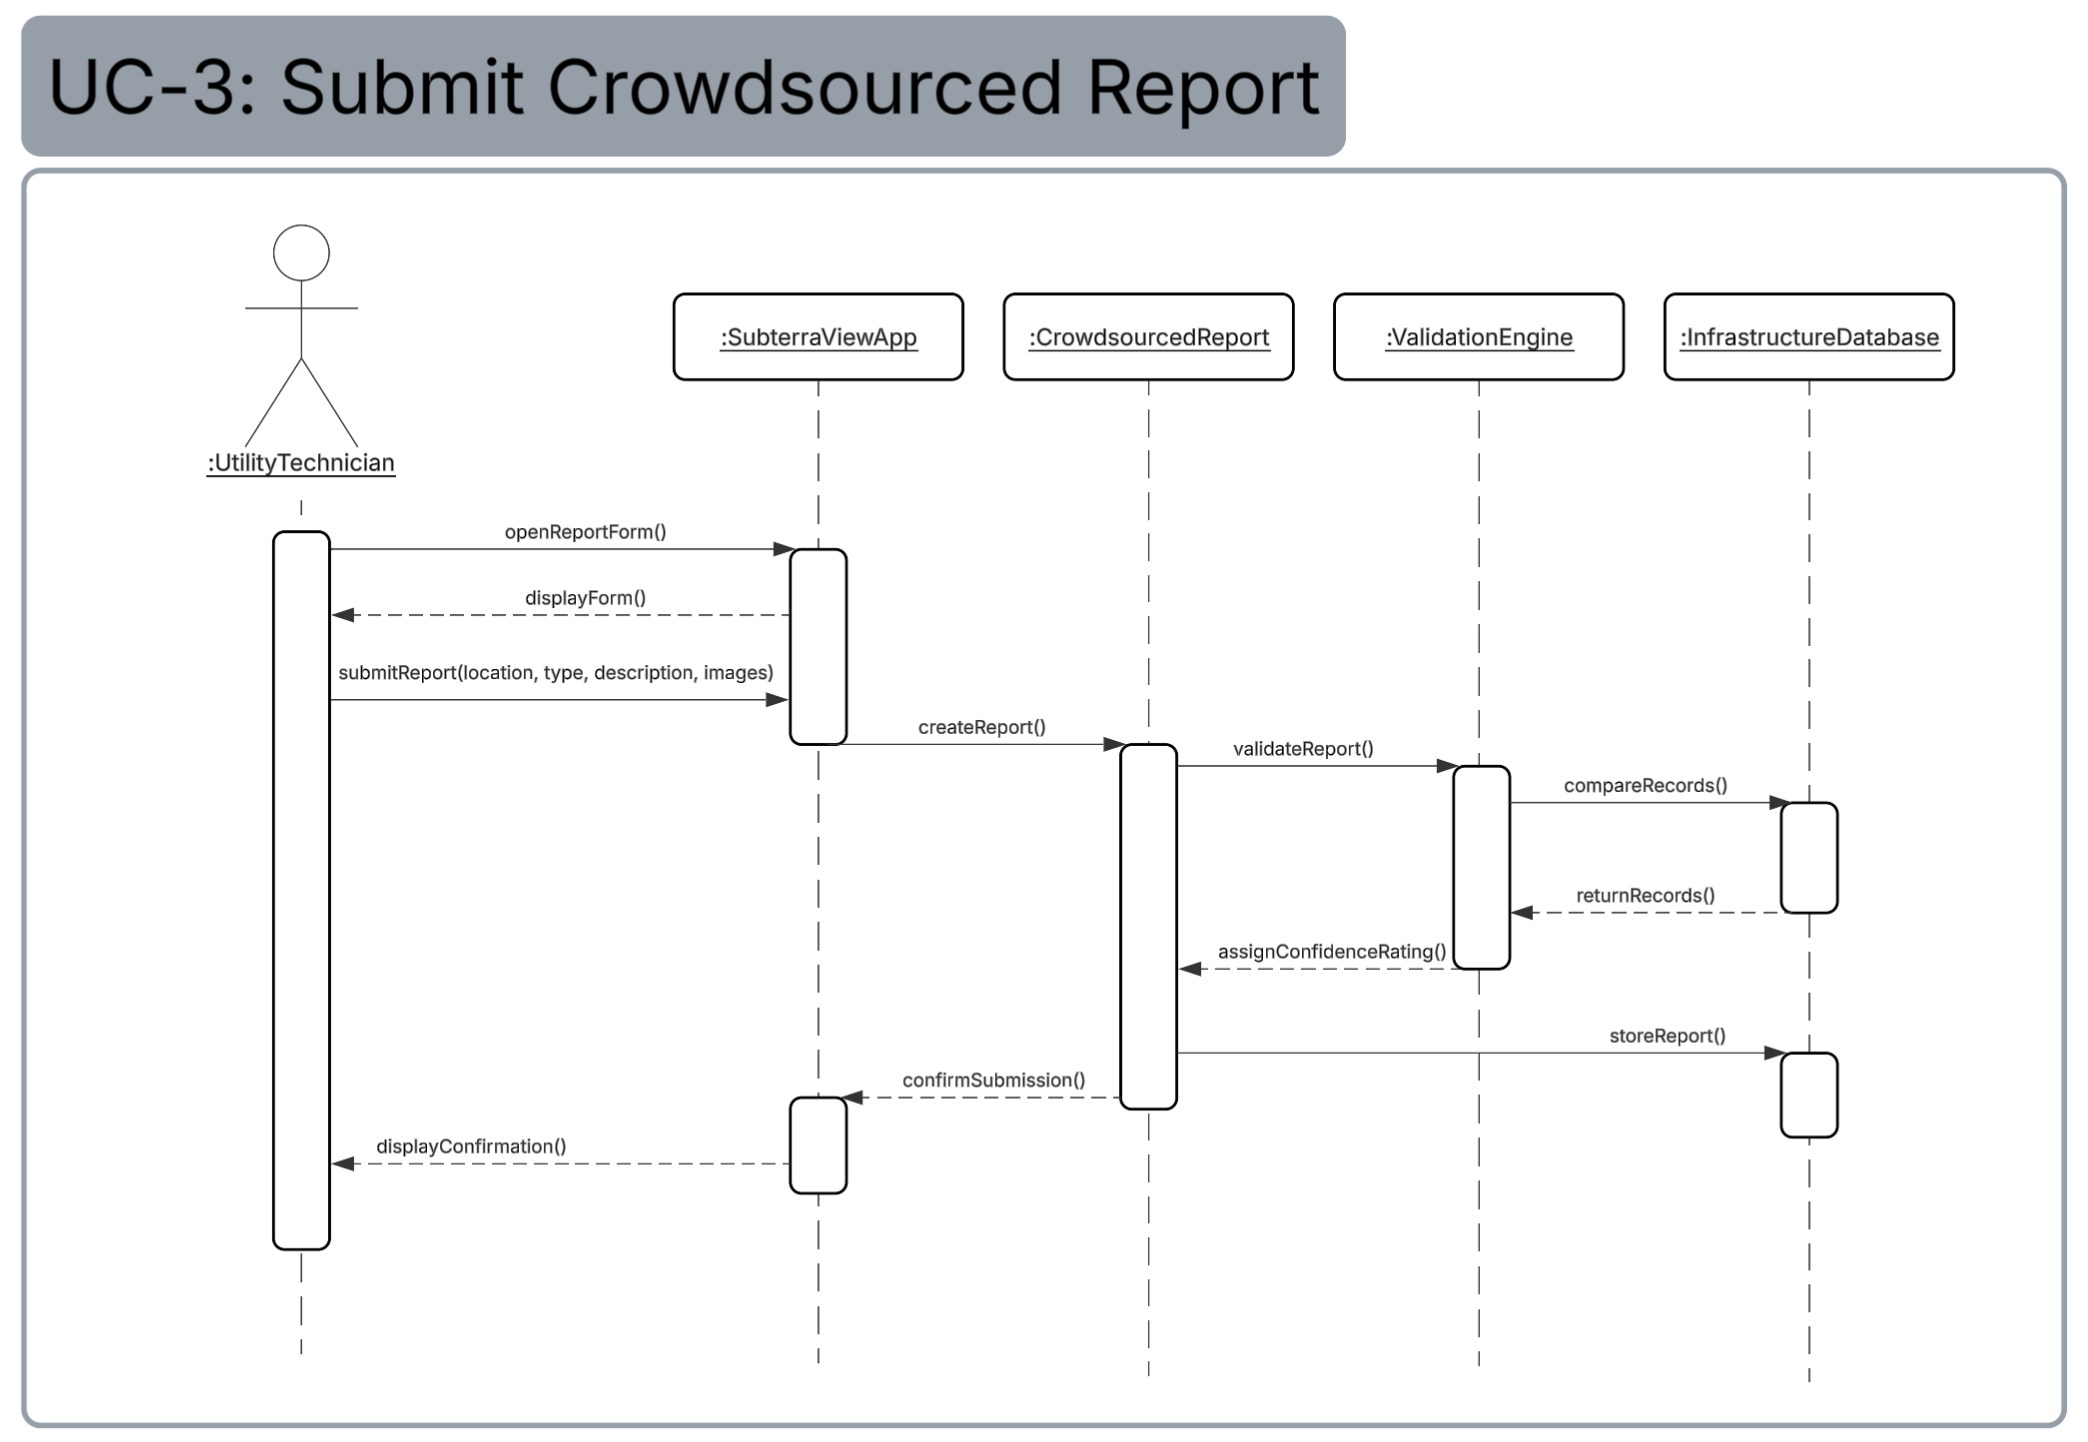 UC-3: Submit Crowdsourced Report
:SubterraViewApp
:CrowdsourcedReport
:ValidationEngine
:InfrastructureDatabase
:UtilityTechnician
openReportForm()
displayForm()
submitReport(location, type, description, images)
createReport()
validateReport()
compareRecords()
returnRecords()
assignConfidenceRating()
storeReport()
confirmSubmission()
displayConfirmation()